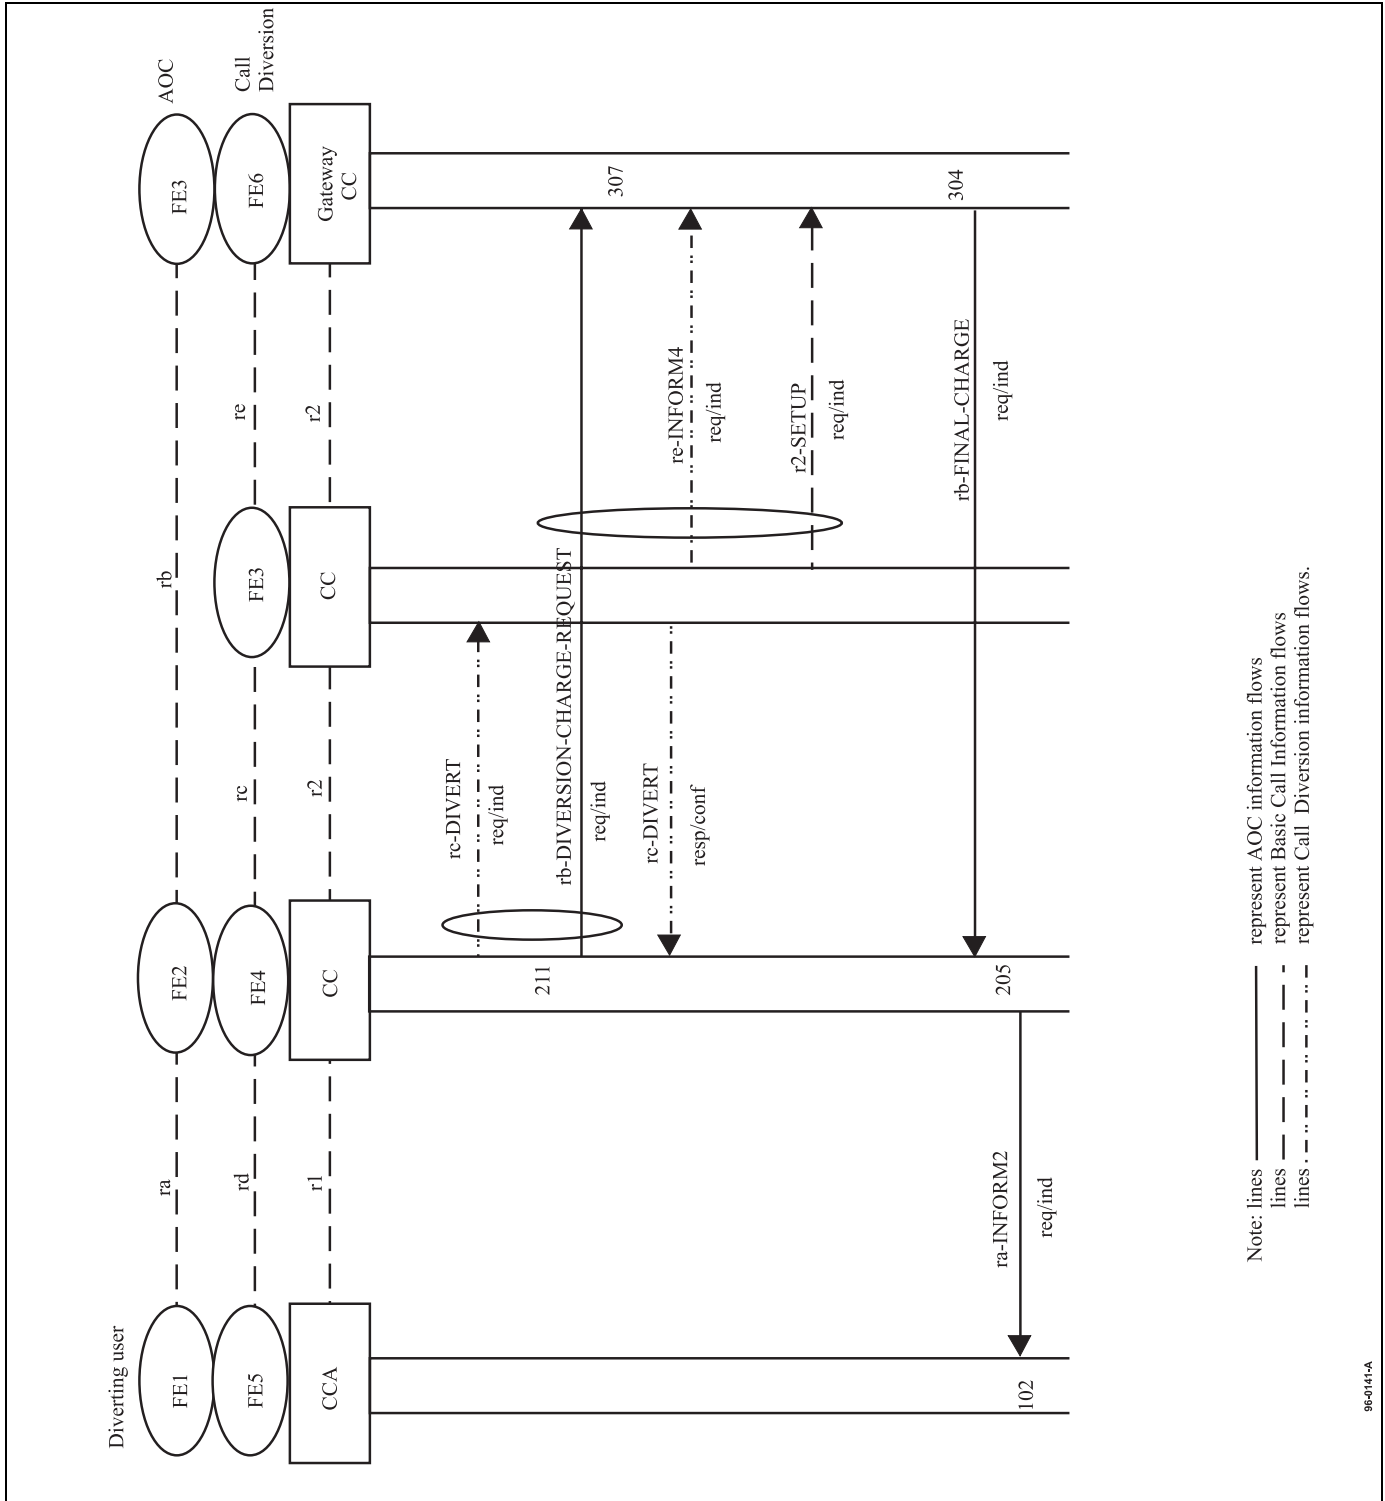 Diverting user
AOC
Call
Diversion
FE1
ra
FE2
rb
FE3
FE5
rd
FE4
rc
FE3
re
FE6
CCA
r1
CC
r2
CC
r2
Gateway
CC
rc-DIVERT
req/ind
211
rb-DIVERSION-CHARGE-REQUEST
req/ind
307
rc-DIVERT
resp/conf
re-INFORM4
req/ind
r2-SETUP
req/ind
304
rb-FINAL-CHARGE
req/ind
205
ra-INFORM2
req/ind
102
Note: lines represent AOC information flows
lines represent Basic Call Information flows
lines represent Call Diversion information flows.
96-0141-A